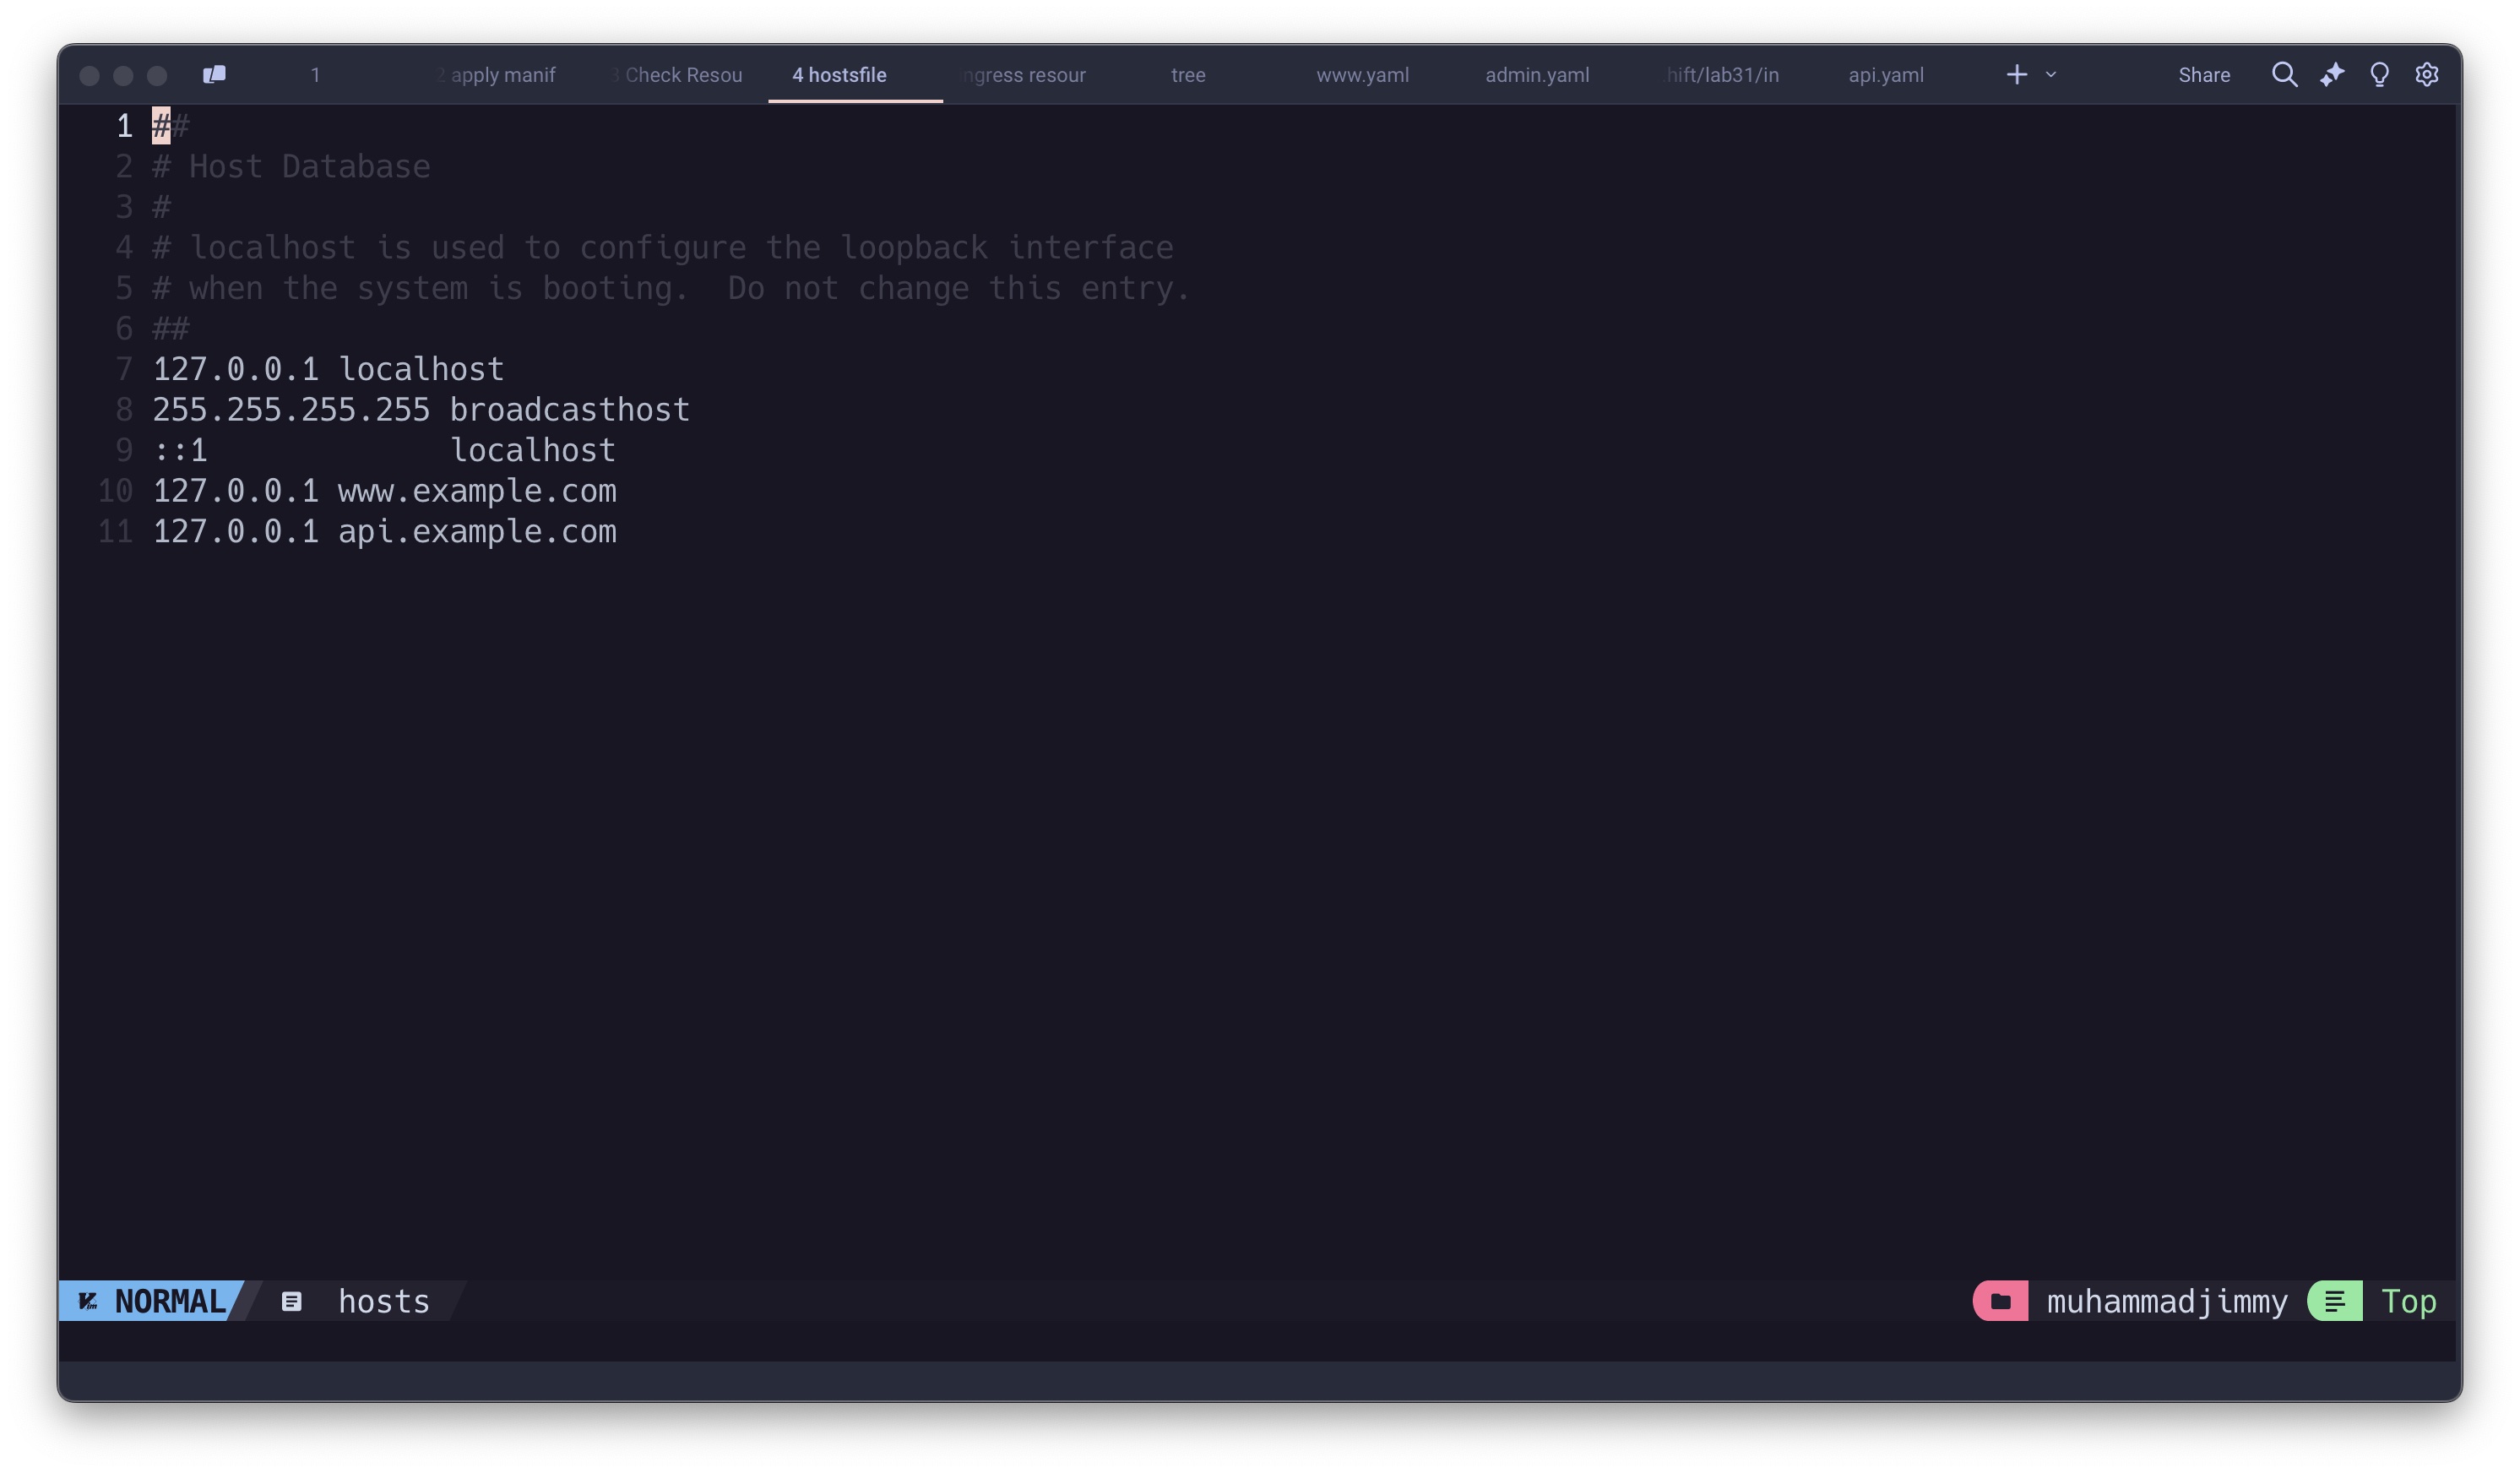 1 2 apply manif 3 Check Resou 4 hostsfile ngress resour tree www.yaml admin.yaml hift/lab31/in api.yaml Share
1 ##
2 # Host Database
3 #
4 # localhost is used to configure the loopback interface
5 # when the system is booting.  Do not change this entry.
6 ##
7 127.0.0.1 localhost
8 255.255.255.255 broadcasthost
9 ::1             localhost
10 127.0.0.1 www.example.com
11 127.0.0.1 api.example.com
NORMAL hosts muhammadjimmy Top